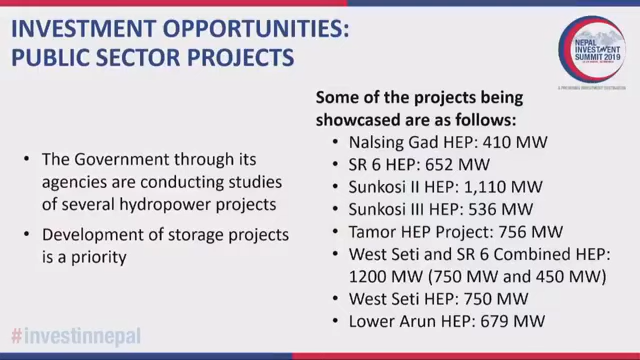 INVESTMENT OPPORTUNITIES:
PUBLIC SECTOR PROJECTS
NEPAL
INVESTMENT
SUMMIT 2019
• The Government through its
agencies are conducting studies
of several hydropower projects
• Development of storage projects
is a priority
Some of the projects being
showcased are as follows:
• Nalsing Gad HEP: 410 MW
• SR 6 HEP: 652 MW
• Sunkosi II HEP: 1,110 MW
• Sunkosi III HEP: 536 MW
• Tamor HEP Project: 756 MW
• West Seti and SR 6 Combined HEP:
1200 MW (750 MW and 450 MW)
• West Seti HEP: 750 MW
• Lower Arun HEP: 679 MW
#investinnepal